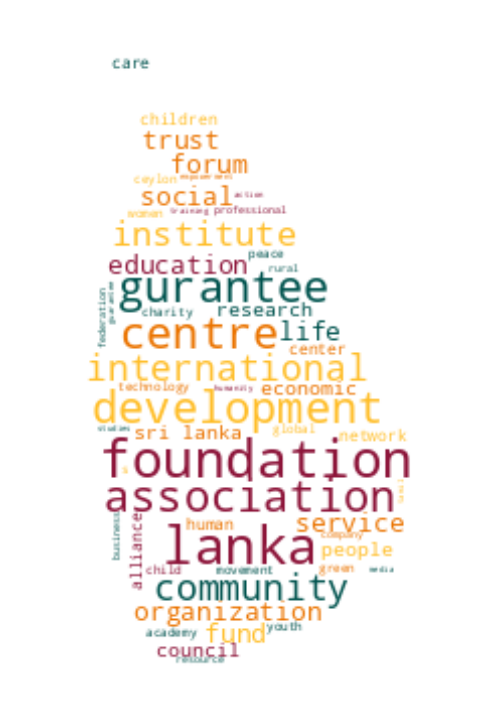 care
children
trust
forum
ceylon empowerment
social action
women training professional
institute
peace
education rural
gurantee
federation guarantee
charity research
centre life
center
international
technology humanity economic
development
studies sri lanka global network
foundation
association
human service
business alliance lanka company
people
child movement green media
community
organization
academy fund youth
council
resource